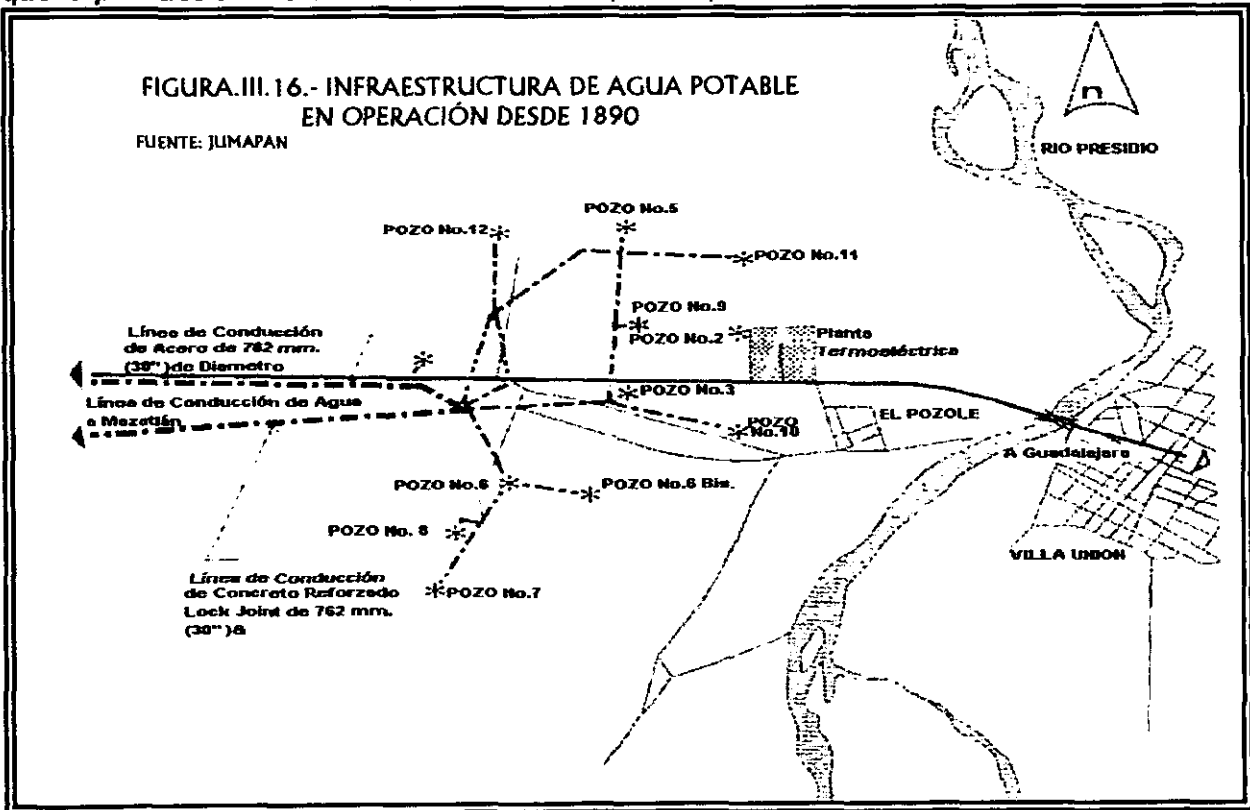 FIGURA.III.16.- INFRAESTRUCTURA DE AGUA POTABLE
EN OPERACIÓN DESDE 1890
FUENTE: JUMAPAN
n
RIO PRESIDIO
POZO No.5
POZO No.12
POZO No.11
POZO No.9
POZO No.2
Planta
Termoeléctrica
Línea de Conducción
de Acero de 762 mm.
(30")de Diametro
POZO No.3
Línea de Conducción de Agua
a Mazatlán
EL POZOLE
POZO
No.10
A Guadalajara
POZO No.6
POZO No.6 Bis.
POZO No. 8
VILLA UNIÓN
Línea de Conducción
de Concreto Reforzado
Lock Joint de 762 mm.
(30")&
POZO No.7